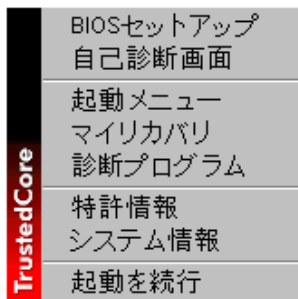 BIOSセットアップ
自己診断画面
起動メニュー
マイリカバリ
診断プログラム
特許情報
システム情報
起動を続行
TrustedCore